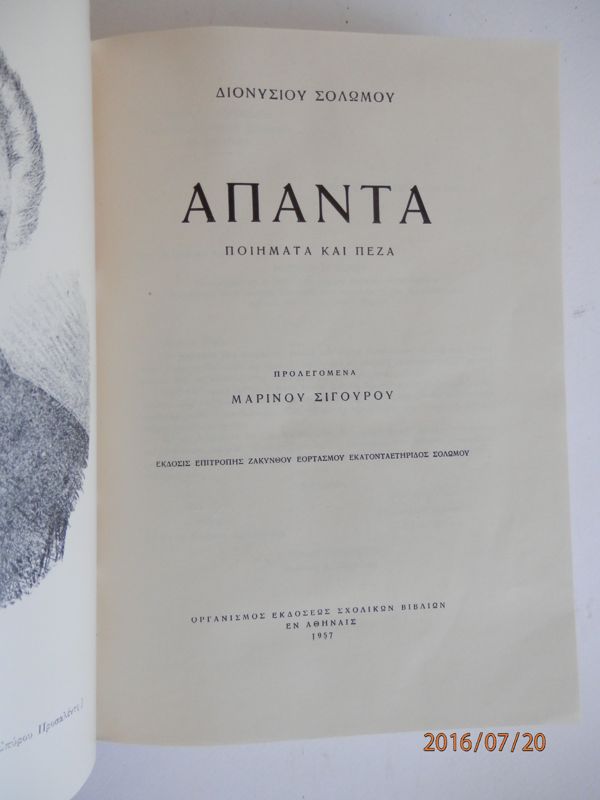 ΔΙΟΝΥΣΙΟΥ ΣΟΛΩΜΟΥ
ΑΠΑΝΤΑ
ΠΟΙΗΜΑΤΑ ΚΑΙ ΠΕΖΑ
ΠΡΟΛΕΓΟΜΕΝΑ
ΜΑΡΙΝΟΥ ΣΙΓΟΥΡΟΥ
ΕΚΔΟΣΙΣ ΕΠΙΤΡΟΠΗΣ ΖΑΚΥΝΘΟΥ ΕΟΡΤΑΣΜΟΥ ΕΚΑΤΟΝΤΑΕΤΗΡΙΔΟΣ ΣΟΛΩΜΟΥ
ΟΡΓΑΝΙΣΜΟΣ ΕΚΔΟΣΕΩΣ ΣΧΟΛΙΚΩΝ ΒΙΒΛΙΩΝ
ΕΝ ΑΘΗΝΑΙΣ
1957
Σπύρου
2016/07/20